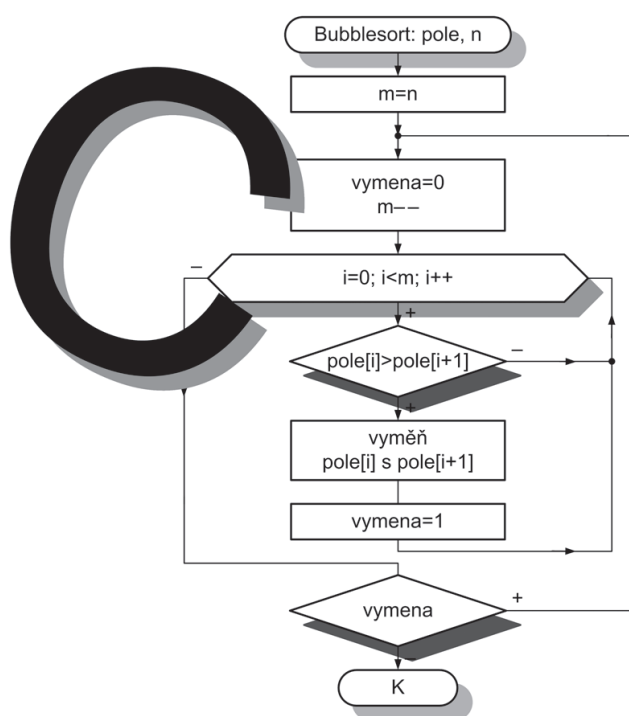 Bubblesort: pole, n
m=n
vymena=0
m––
–
i=0; i<m; i++
+
pole[i]>pole[i+1]
–
+
vyměň
pole[i] s pole[i+1]
vymena=1
vymena
+
–
K
C